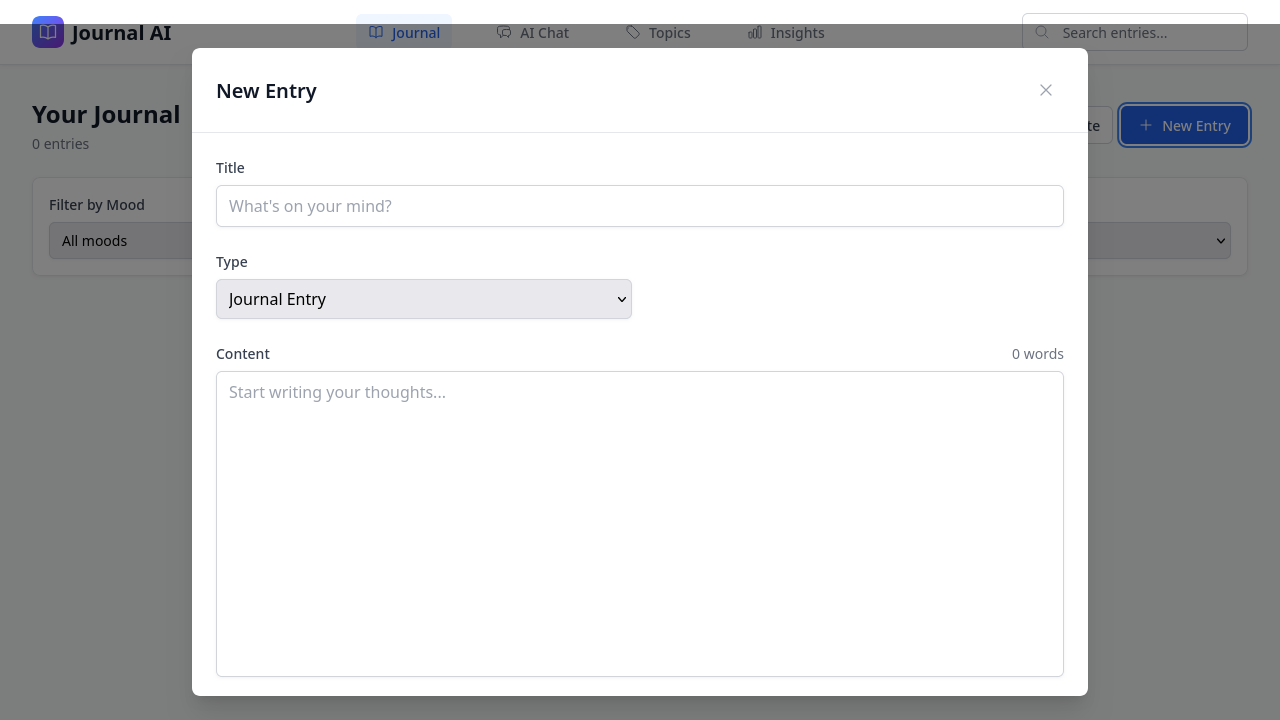 Journal AI
Journal
AI Chat
Topics
Insights
Search entries...
Your Journal
0 entries
New Entry
Filter by Mood
All moods
New Entry
Title
What's on your mind?
Type
Journal Entry
Content
0 words
Start writing your thoughts...